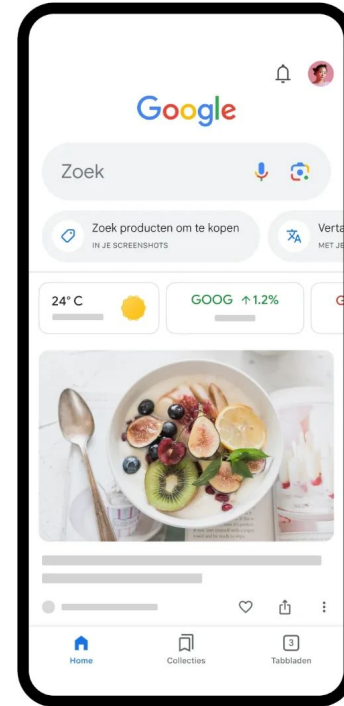 Google
Zoek
Zoek producten om te kopen
IN JE SCREENSHOTS
Verta
MET JE
24° C
GOOG ↑1.2%
G
Home
Collecties
3
Tabbladen